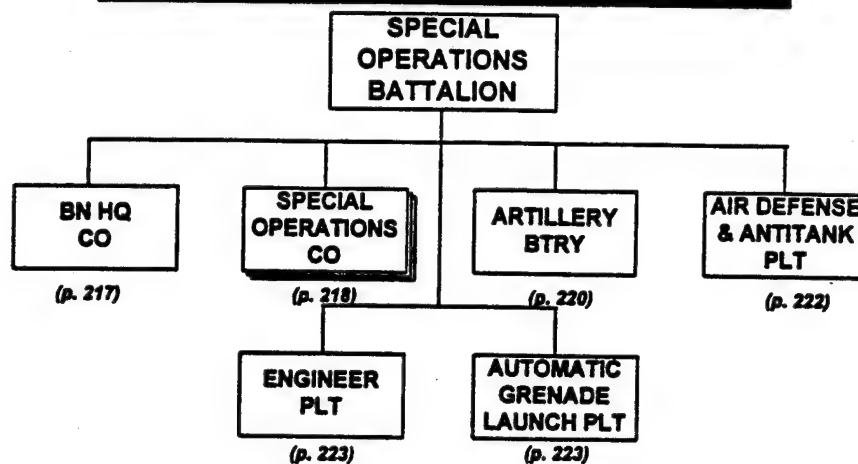 SPECIAL
OPERATIONS
BATTALION
BN HQ
CO
(p. 217)
SPECIAL
OPERATIONS
CO
(p. 218)
ARTILLERY
BTRY
(p. 220)
AIR DEFENSE
& ANTITANK
PLT
(p. 222)
ENGINEER
PLT
(p. 223)
AUTOMATIC
GRENADE
LAUNCH PLT
(p. 223)